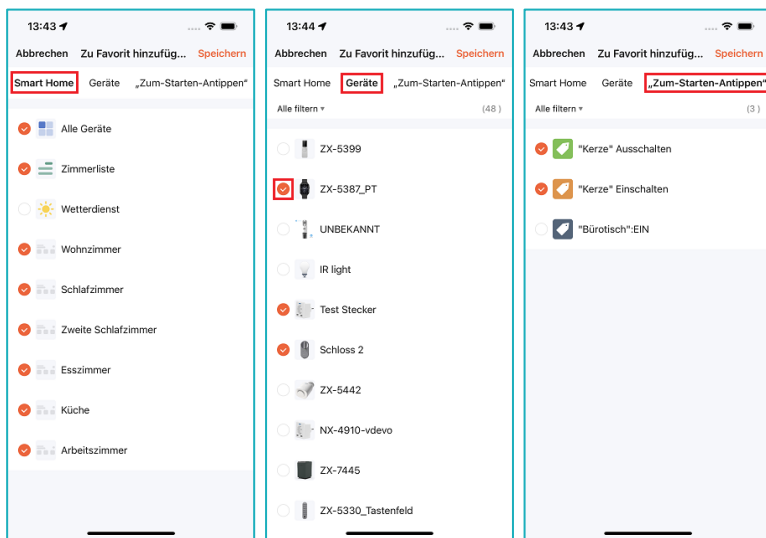 13:43
Abbrechen Zu Favorit hinzufüg... Speichern
Smart Home Geräte „Zum-Starten-Antippen"
Alle Geräte
Zimmerliste
Wetterdienst
Wohnzimmer
Schlafzimmer
Zweite Schlafzimmer
Esszimmer
Küche
Arbeitszimmer
13:44
Abbrechen Zu Favorit hinzufüg... Speichern
Smart Home Geräte „Zum-Starten-Antippen"
Alle filtern (48)
ZX-5399
ZX-5387_PT
UNBEKANNT
IR light
Test Stecker
Schloss 2
ZX-5442
NX-4910-vdevo
ZX-7445
ZX-5330_Tastenfeld
13:43
Abbrechen Zu Favorit hinzufüg... Speichern
Smart Home Geräte „Zum-Starten-Antippen"
Alle filtern (3)
"Kerze" Ausschalten
"Kerze" Einschalten
"Bürotisch":EIN